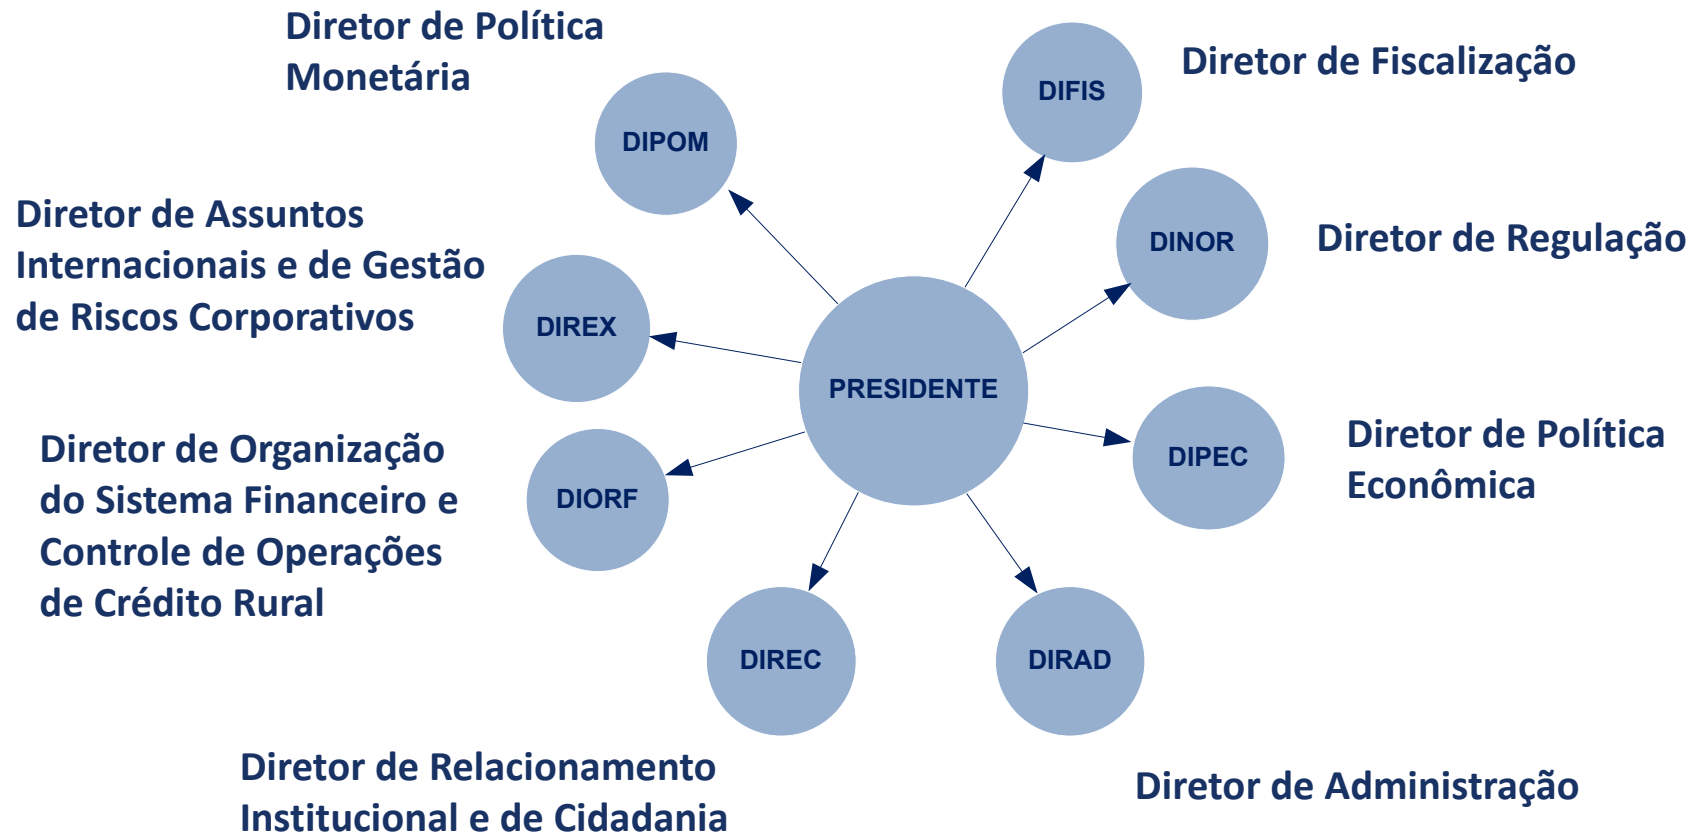 Diretor de Política
Monetária
DIPOM
DIFIS
Diretor de Fiscalização
Diretor de Assuntos
Internacionais e de Gestão
de Riscos Corporativos
DIREX
DINOR
Diretor de Regulação
PRESIDENTE
Diretor de Organização
do Sistema Financeiro e
Controle de Operações
de Crédito Rural
DIORF
DIPEC
Diretor de Política
Econômica
DIREC
DIRAD
Diretor de Relacionamento
Institucional e de Cidadania
Diretor de Administração